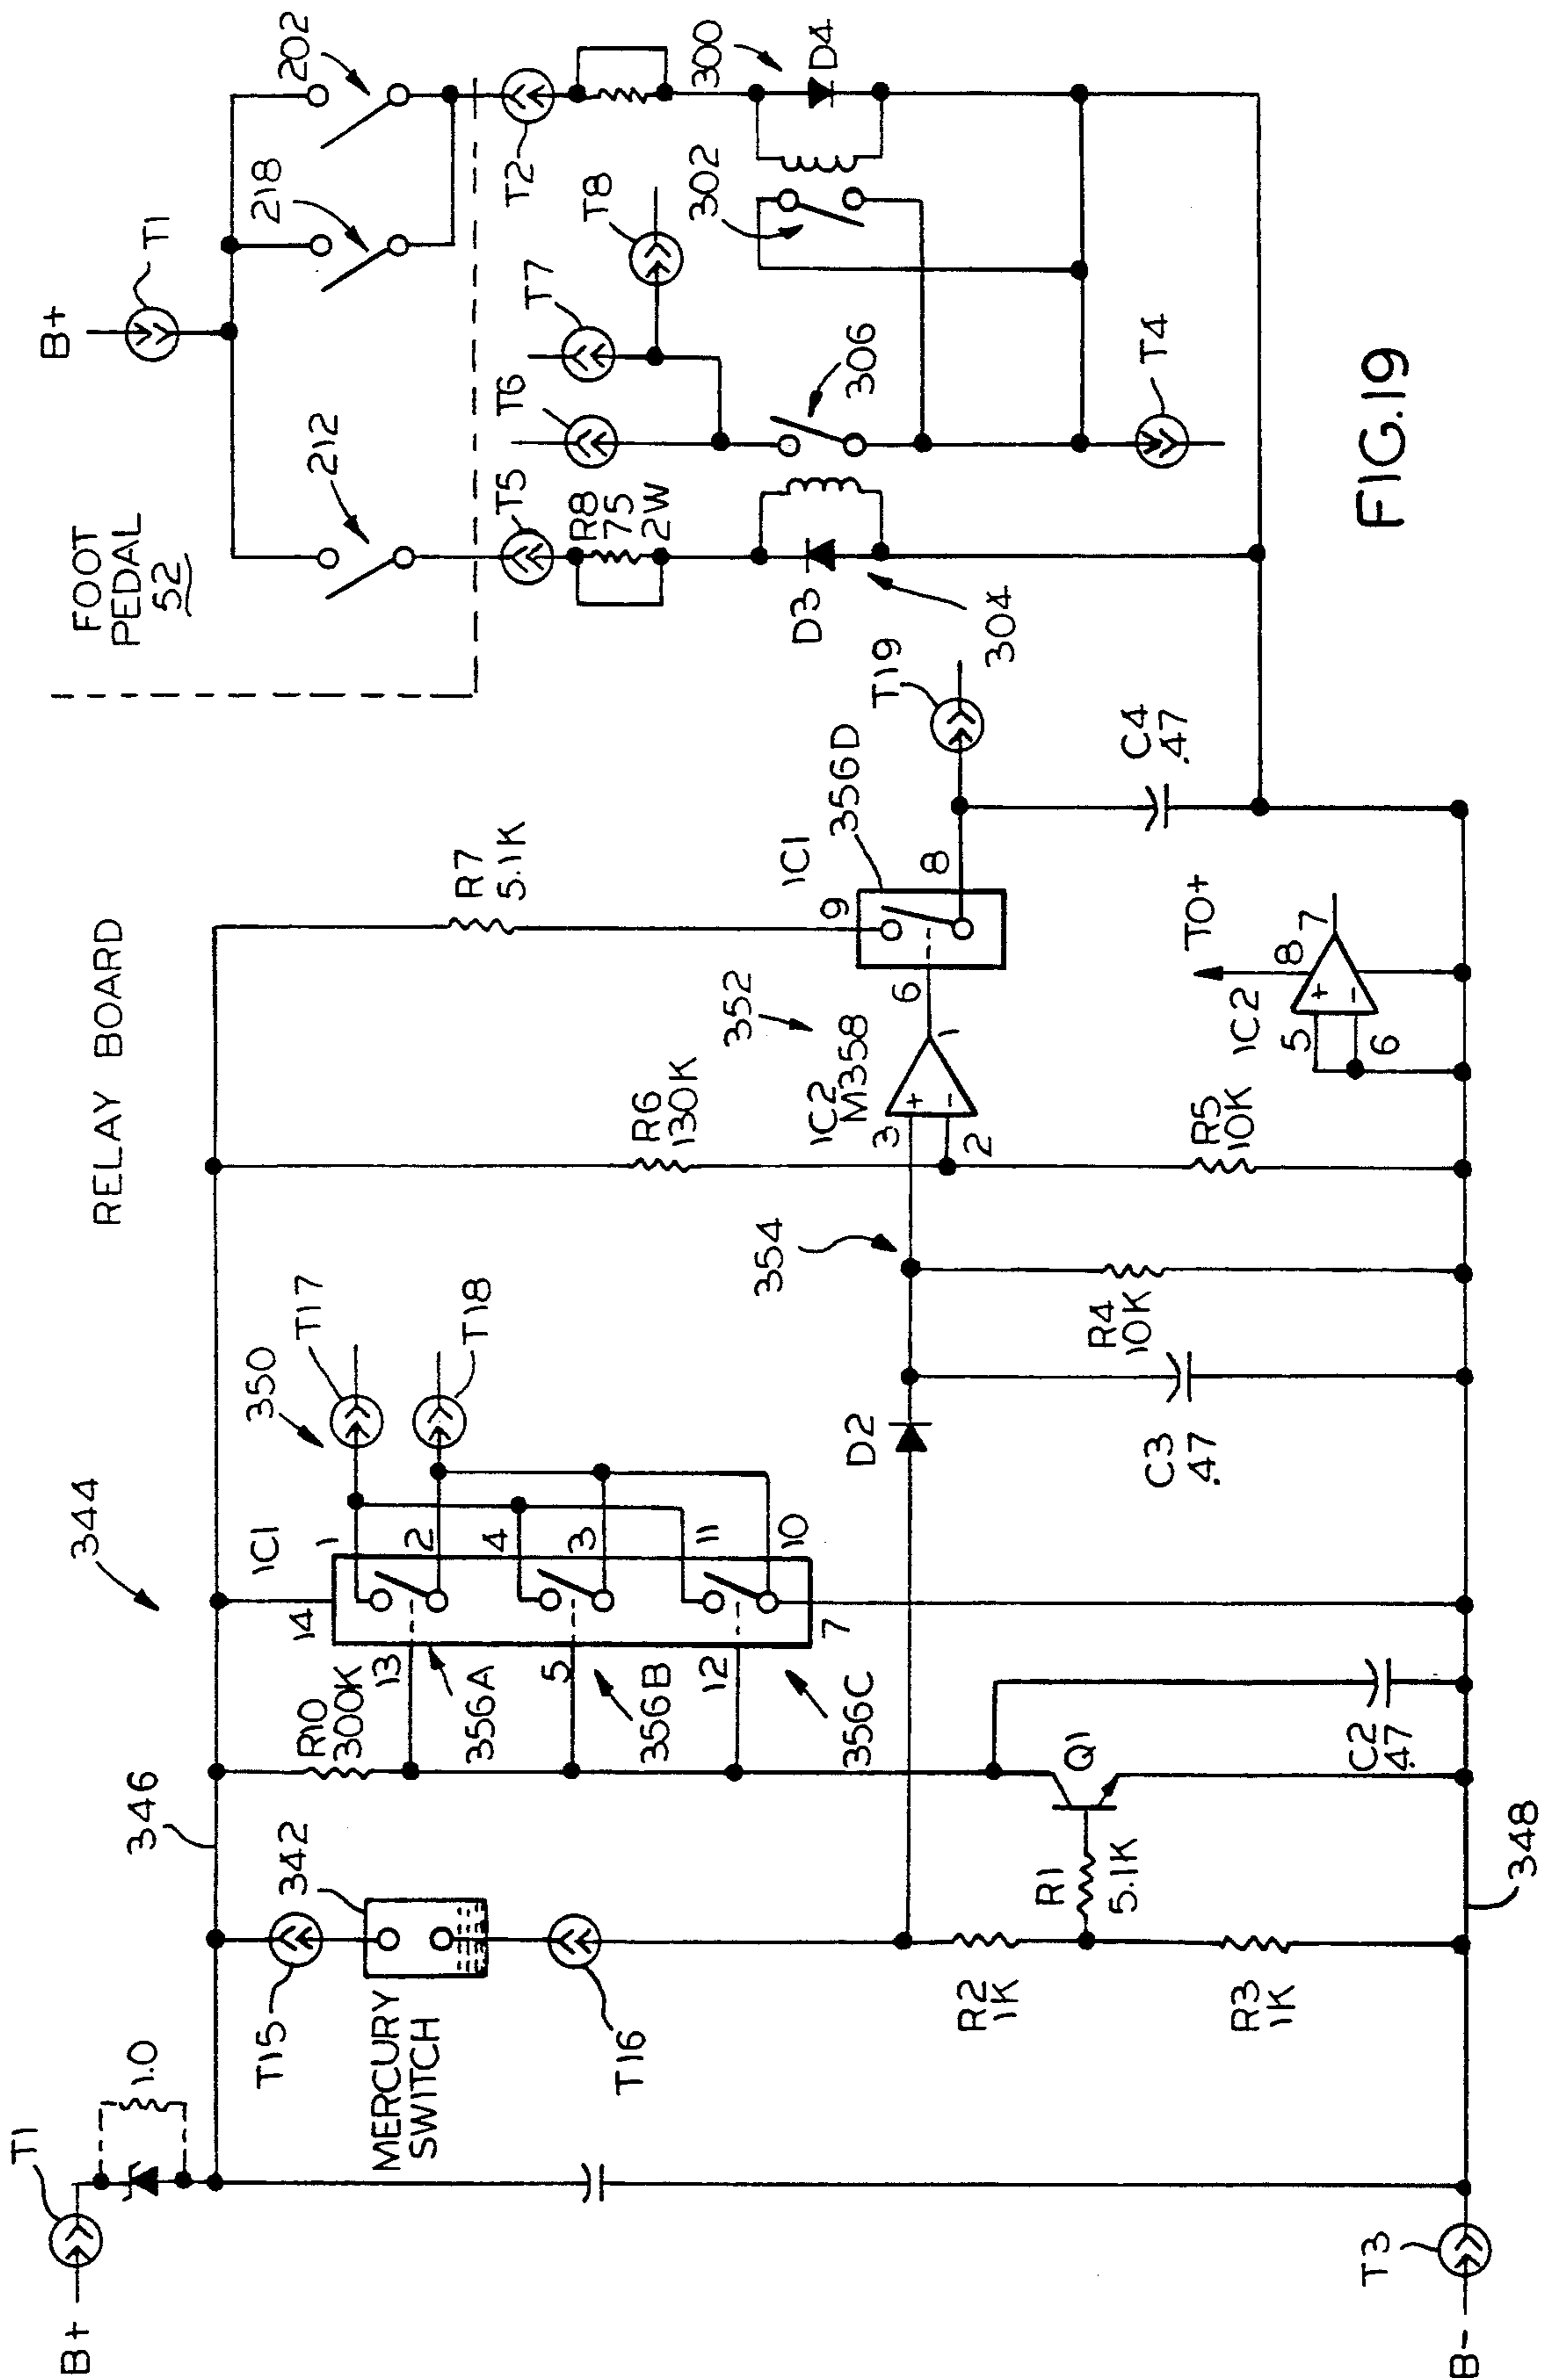 RELAY BOARD
344
346
T1
B+
1.0
T15
342
MERCURY
SWITCH
T16
R2
1K
R3
1K
R1
5.1K
Q1
C2
.47
348
T3
B-
R10
300K
IC1
14
13
5
12
7
1
2
4
3
11
10
356A
356B
356C
350
T17
T18
D2
C3
.47
R4
10K
354
R6
130K
R5
10K
IC2
M358
352
3
2
1
+
-
6
9
8
IC1
356D
R7
5.1K
T19
C4
.47
IC2
5
6
8
7
+
-
TO+
FOOT
PEDAL
52
B+
T1
212
218
202
T5
T6
T7
T8
T2
R8
75
2W
D3
304
306
302
300
D4
T4
FIG.19